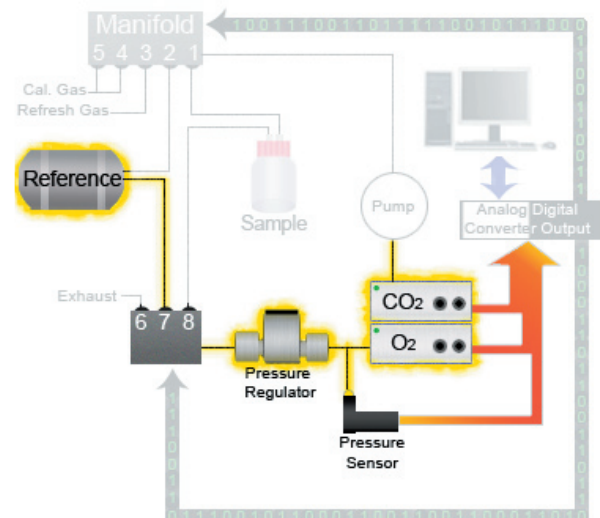 Manifold
5 4 3 2 1
Cal. Gas
Refresh Gas
Reference
Sample
Pump
Analog Digital
Converter Output
Exhaust
6 7 8
CO2
O2
Pressure
Regulator
Pressure
Sensor